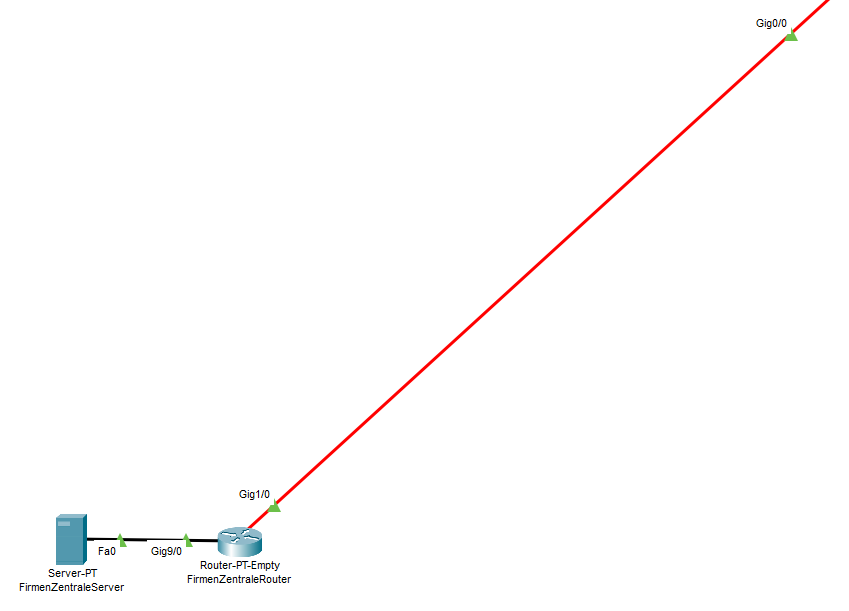 Gig0/0
Gig1/0
Fa0
Gig9/0
Server-PT
FirmenZentraleServer
Router-PT-Empty
FirmenZentraleRouter